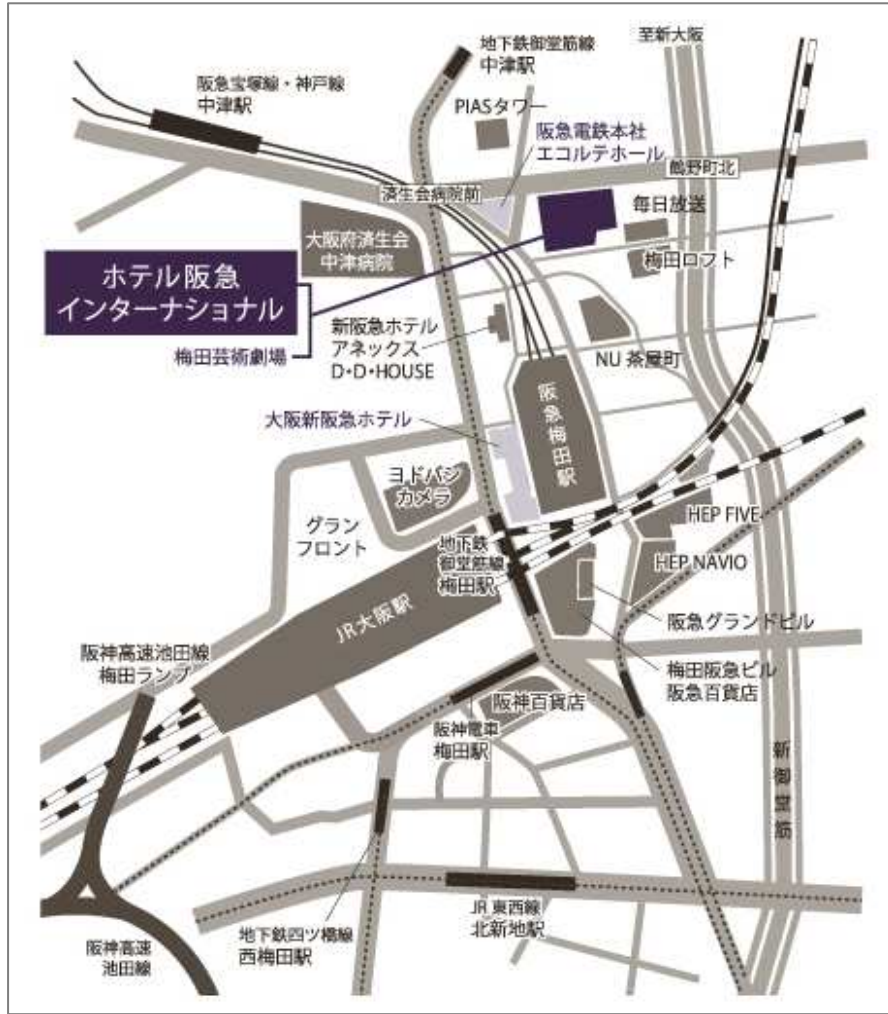 至新大阪
地下鉄御堂筋線
中津駅
阪急宝塚線・神戸線
中津駅
PIASタワー
阪急電鉄本社
エコルテホール
鶴野町北
済生会病院前
毎日放送
大阪府済生会
中津病院
梅田ロフト
ホテル阪急
インターナショナル
新阪急ホテル
アネックス
D・D・HOUSE
梅田芸術劇場
NU 茶屋町
阪急梅田駅
大阪新阪急ホテル
ヨドバシ
カメラ
グラン
フロント
HEP FIVE
地下鉄
御堂筋線
梅田駅
HEP NAVIO
JR大阪駅
阪急グランドビル
阪神高速池田線
梅田ランプ
梅田阪急ビル
阪急百貨店
阪神百貨店
阪神電車
梅田駅
新御堂筋
JR東西線
北新地駅
地下鉄四ツ橋線
西梅田駅
阪神高速
池田線